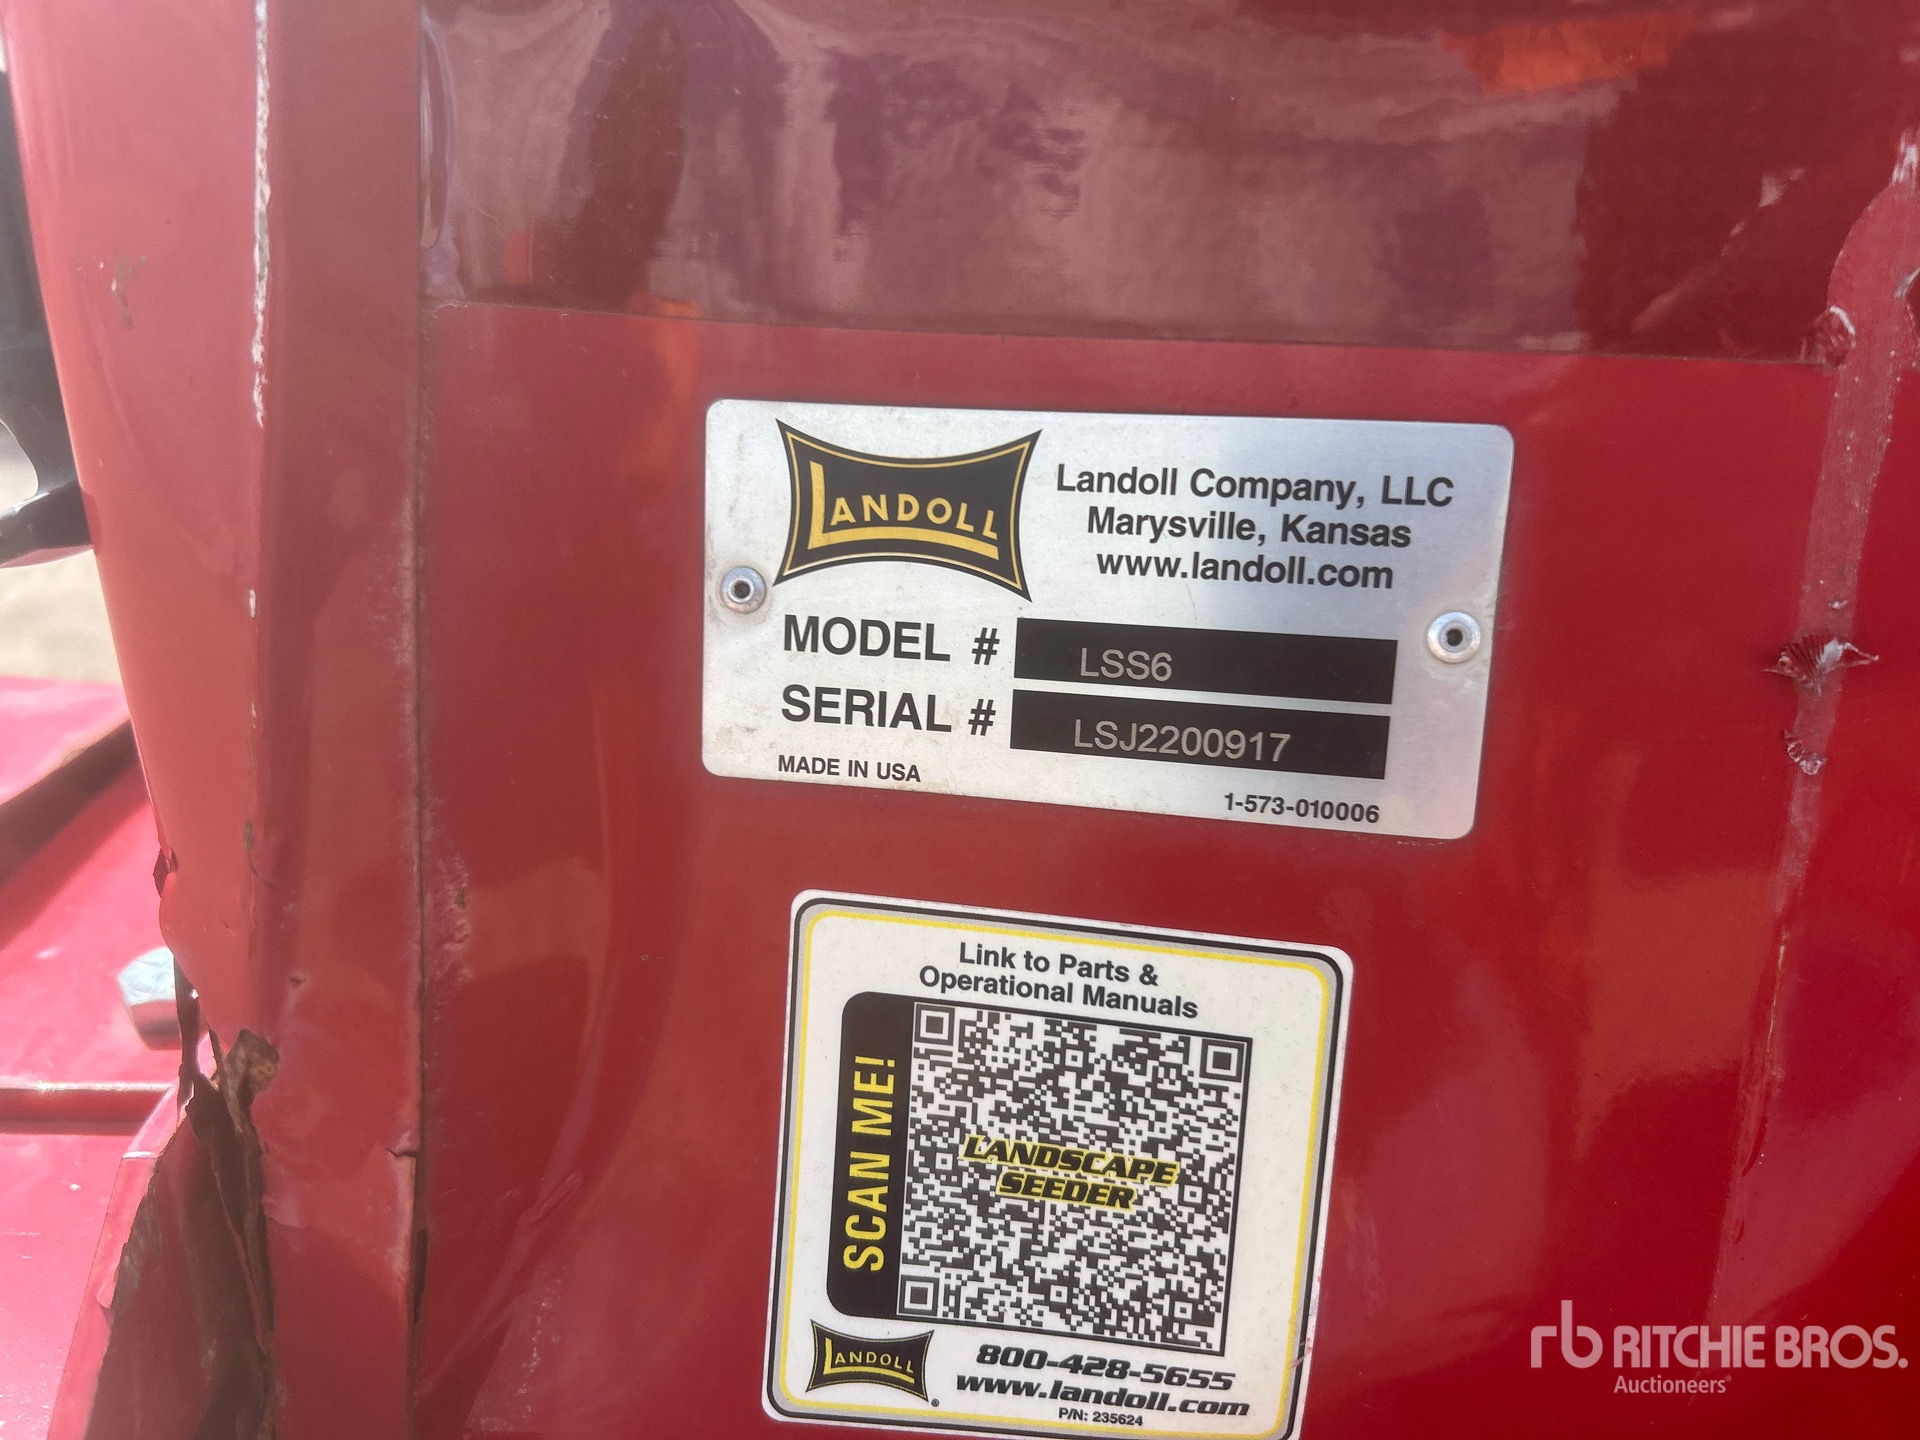 LANDOLL
Landoll Company, LLC
Marysville, Kansas
www.landoll.com
MODEL # LSS6
SERIAL # LSJ2200917
MADE IN USA
1-573-010006
Link to Parts &
Operational Manuals
SCAN ME!
LANDSCAPE
SEEDER
LANDOLL
800-428-5655
www.landoll.com
P/N: 235624
rb RITCHIE BROS.
Auctioneers